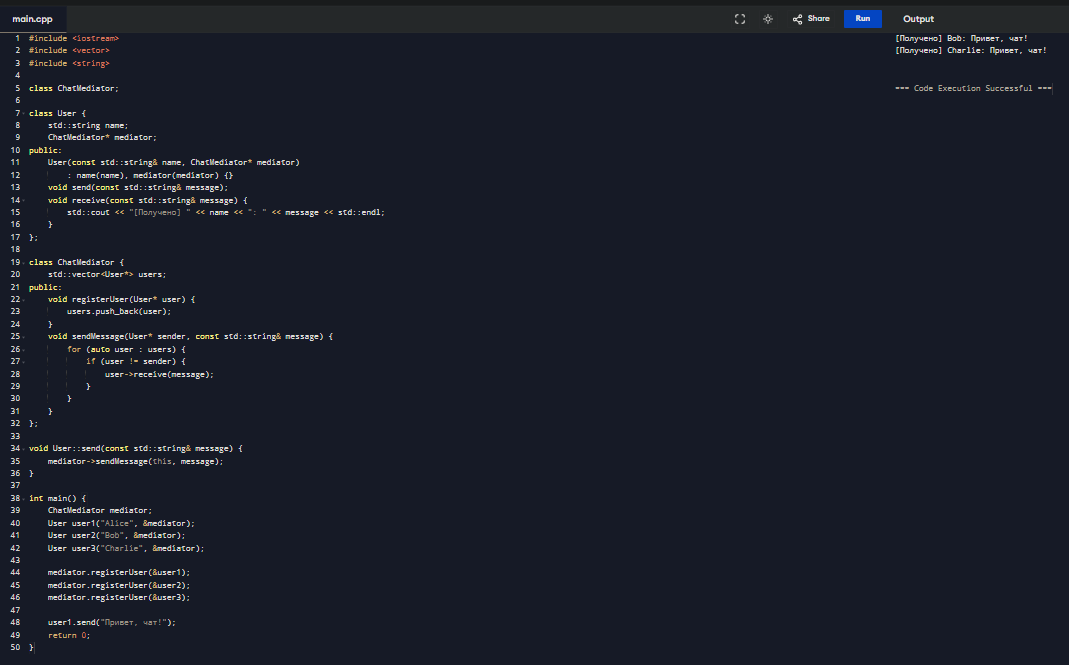 main.cpp
Share
Run
Output
1 #include <iostream>
2 #include <vector>
3 #include <string>
4
5 class ChatMediator;
6
7 class User {
8     std::string name;
9     ChatMediator* mediator;
10 public:
11     User(const std::string& name, ChatMediator* mediator)
12         : name(name), mediator(mediator) {}
13     void send(const std::string& message);
14     void receive(const std::string& message) {
15         std::cout << "[Получено] " << name << ": " << message << std::endl;
16     }
17 };
18
19 class ChatMediator {
20     std::vector<User*> users;
21 public:
22     void registerUser(User* user) {
23         users.push_back(user);
24     }
25     void sendMessage(User* sender, const std::string& message) {
26         for (auto user : users) {
27             if (user != sender) {
28                 user->receive(message);
29             }
30         }
31     }
32 };
33
34 void User::send(const std::string& message) {
35     mediator->sendMessage(this, message);
36 }
37
38 int main() {
39     ChatMediator mediator;
40     User user1("Alice", &mediator);
41     User user2("Bob", &mediator);
42     User user3("Charlie", &mediator);
43
44     mediator.registerUser(&user1);
45     mediator.registerUser(&user2);
46     mediator.registerUser(&user3);
47
48     user1.send("Привет, чат!");
49     return 0;
50 }
[Получено] Bob: Привет, чат!
[Получено] Charlie: Привет, чат!
=== Code Execution Successful ===